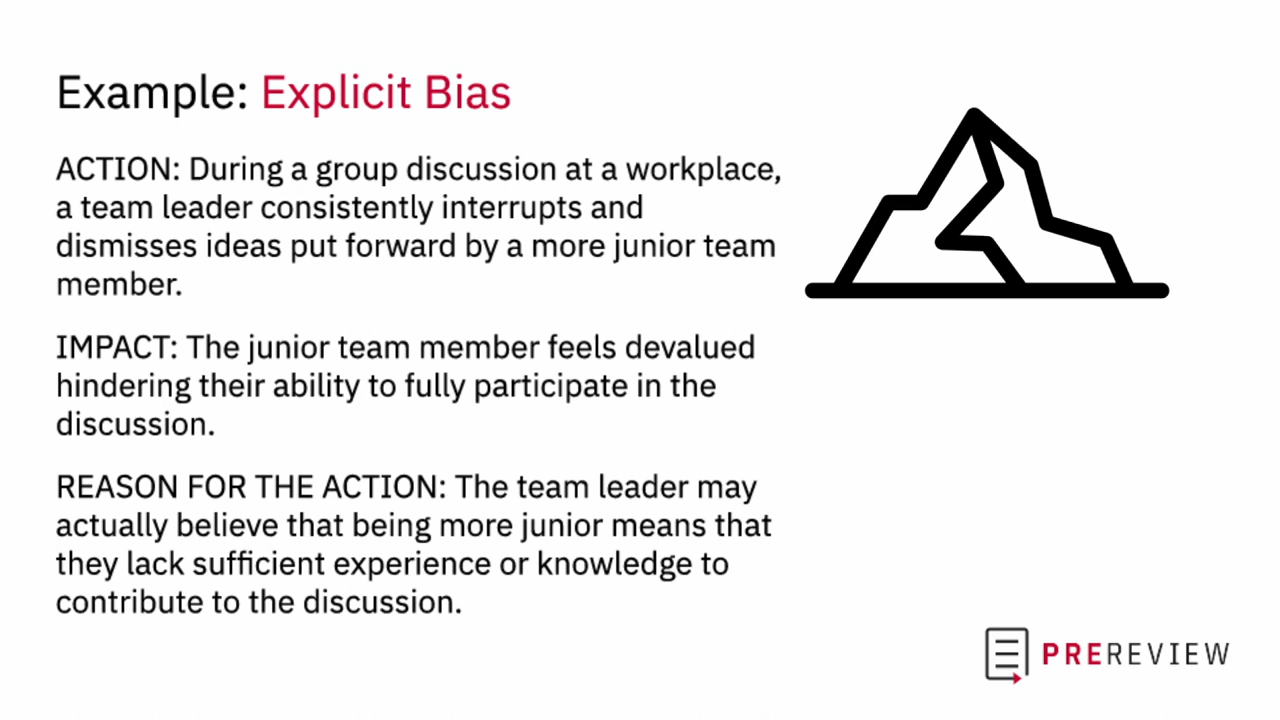 Example: Explicit Bias
ACTION: During a group discussion at a workplace,
a team leader consistently interrupts and
dismisses ideas put forward by a more junior team
member.
IMPACT: The junior team member feels devalued
hindering their ability to fully participate in the
discussion.
REASON FOR THE ACTION: The team leader may
actually believe that being more junior means that
they lack sufficient experience or knowledge to
contribute to the discussion.
PREREVIEW